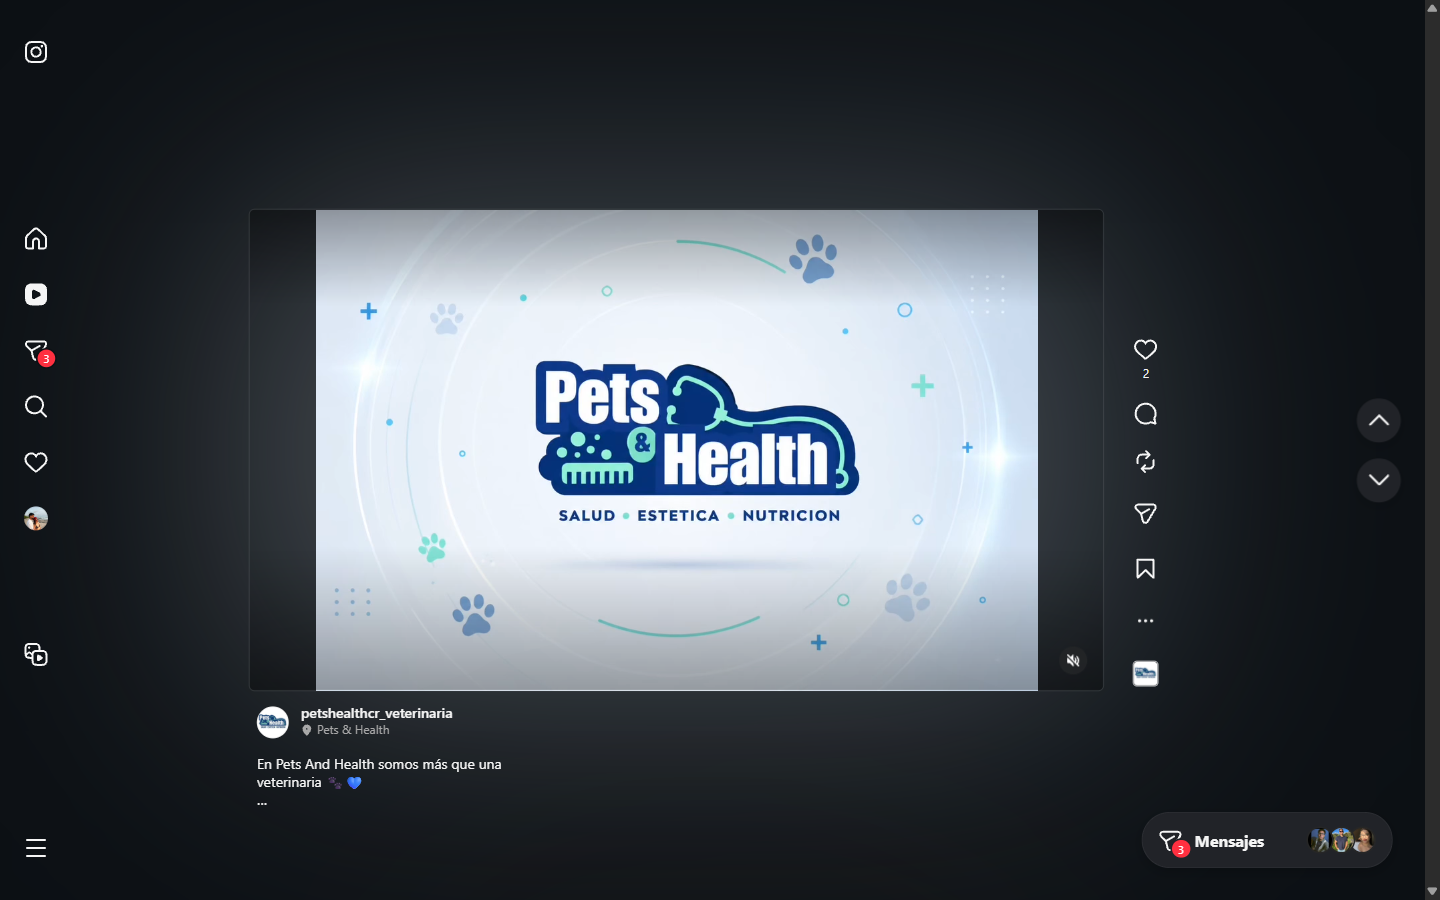 Pets
&
Health
SALUD • ESTETICA • NUTRICION
3
2
petshealthcr_veterinaria
Pets & Health
En Pets And Health somos más que una
veterinaria 🐾 💙
...
3
Mensajes